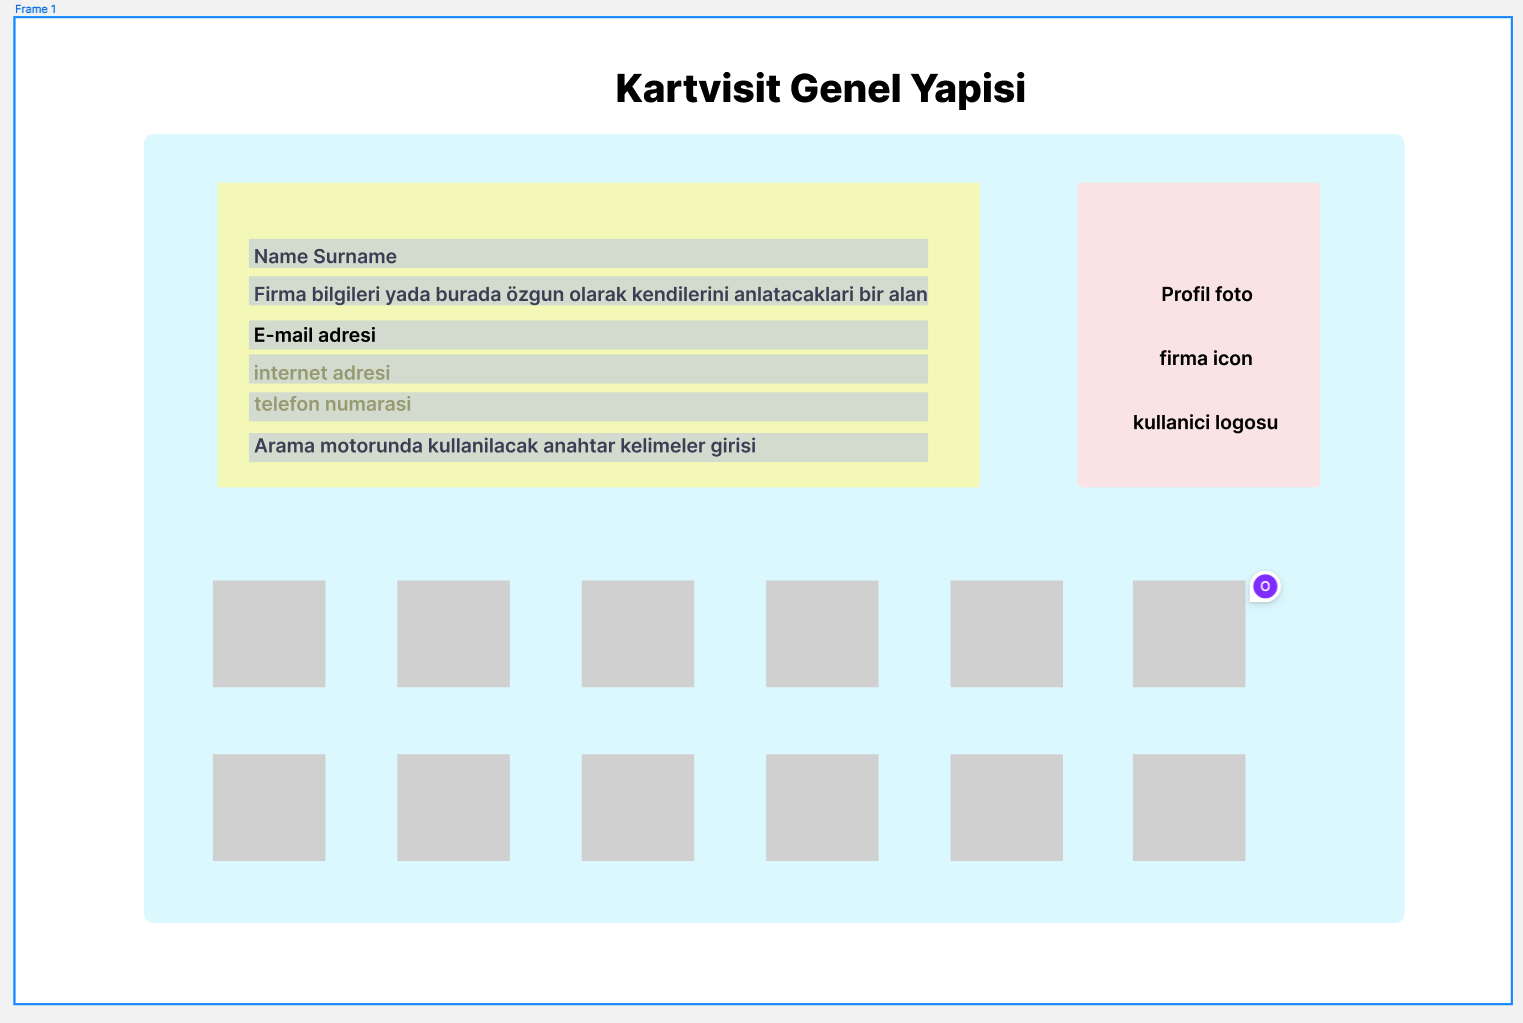 Frame 1
Kartvisit Genel Yapisi
Name Surname
Firma bilgileri yada burada özgun olarak kendilerini anlatacaklari bir alan
E-mail adresi
internet adresi
telefon numarasi
Arama motorunda kullanilacak anahtar kelimeler girisi
Profil foto
firma icon
kullanici logosu
O